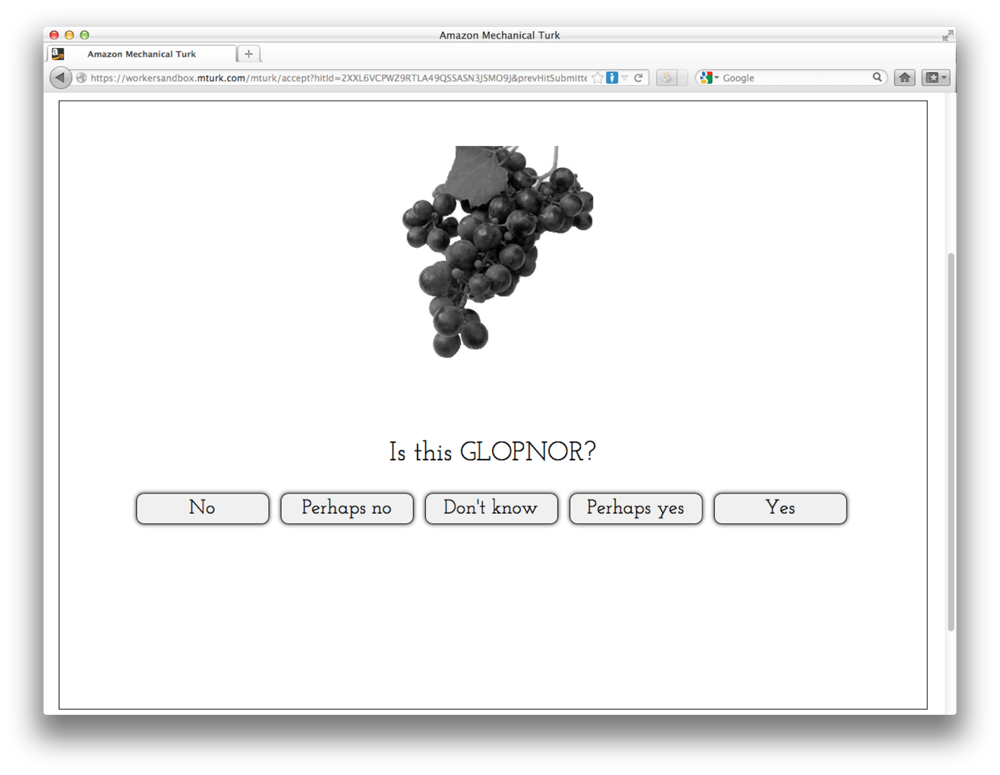 Amazon Mechanical Turk
Amazon Mechanical Turk
https://workersandbox.mturk.com/mturk/accept?hitId=2XXL6VCPWZ9RTLA49QSSASN3JSMO9J&prevHitSubmitte
Google
Is this GLOPNOR?
No
Perhaps no
Don't know
Perhaps yes
Yes